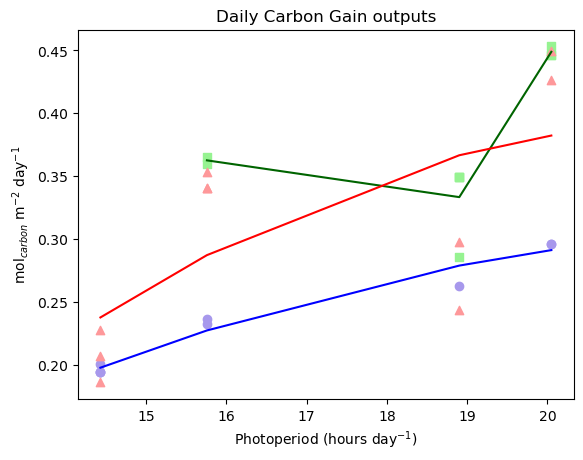 Daily Carbon Gain outputs
0.45
0.40
0.35
0.30
0.25
0.20
mol_{carbon} m^{-2} day^{-1}
15 16 17 18 19 20
Photoperiod (hours day^{-1})